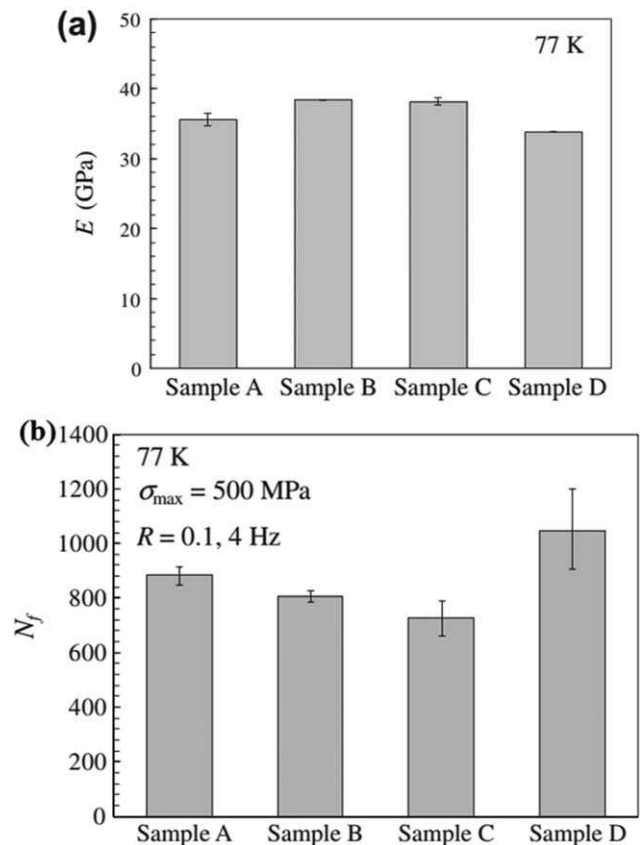 (a)
77 K
50
40
30
20
10
0
E (GPa)
Sample A Sample B Sample C Sample D
(b)
1400
1200
1000
800
600
400
200
0
77 K
σmax = 500 MPa
R = 0.1, 4 Hz
Nf
Sample A Sample B Sample C Sample D